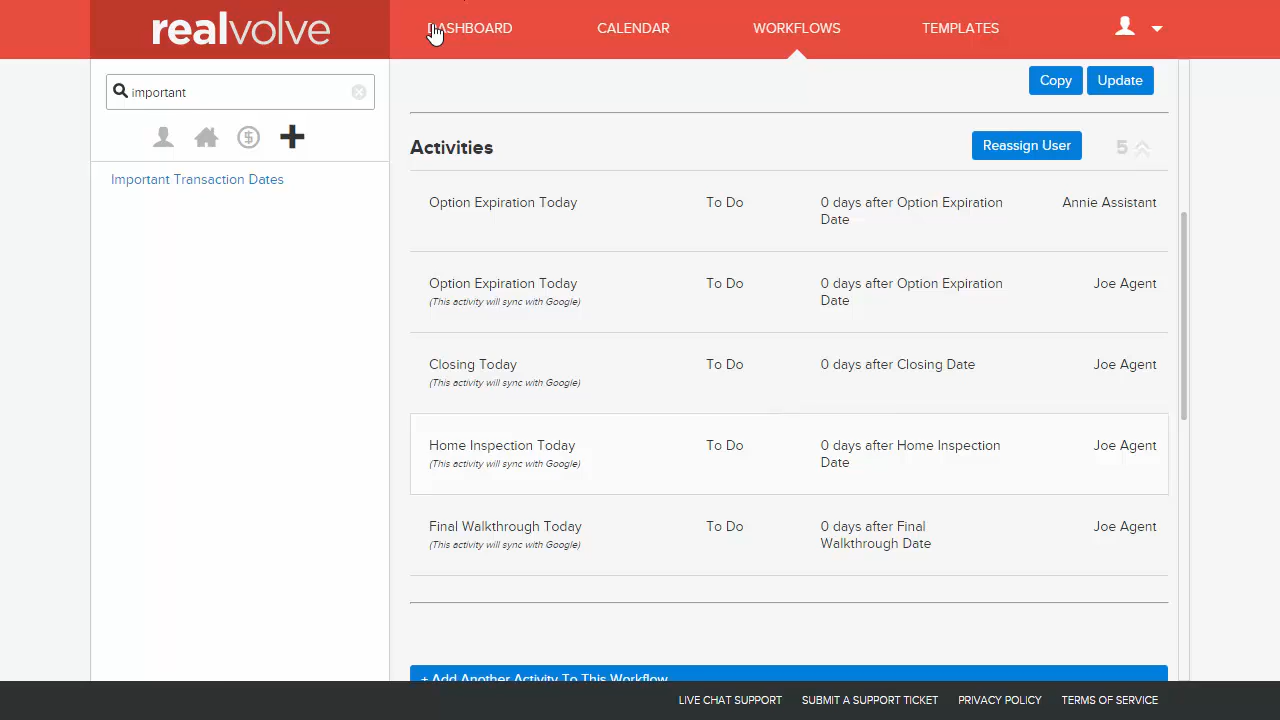 realvolve
DASHBOARD
CALENDAR
WORKFLOWS
TEMPLATES
important
Important Transaction Dates
Copy
Update
Activities
Reassign User
5
Option Expiration Today
To Do
0 days after Option Expiration
Date
Annie Assistant
Option Expiration Today
(This activity will sync with Google)
To Do
0 days after Option Expiration
Date
Joe Agent
Closing Today
(This activity will sync with Google)
To Do
0 days after Closing Date
Joe Agent
Home Inspection Today
(This activity will sync with Google)
To Do
0 days after Home Inspection
Date
Joe Agent
Final Walkthrough Today
(This activity will sync with Google)
To Do
0 days after Final
Walkthrough Date
Joe Agent
+ Add Another Activity To This Workflow
LIVE CHAT SUPPORT
SUBMIT A SUPPORT TICKET
PRIVACY POLICY
TERMS OF SERVICE